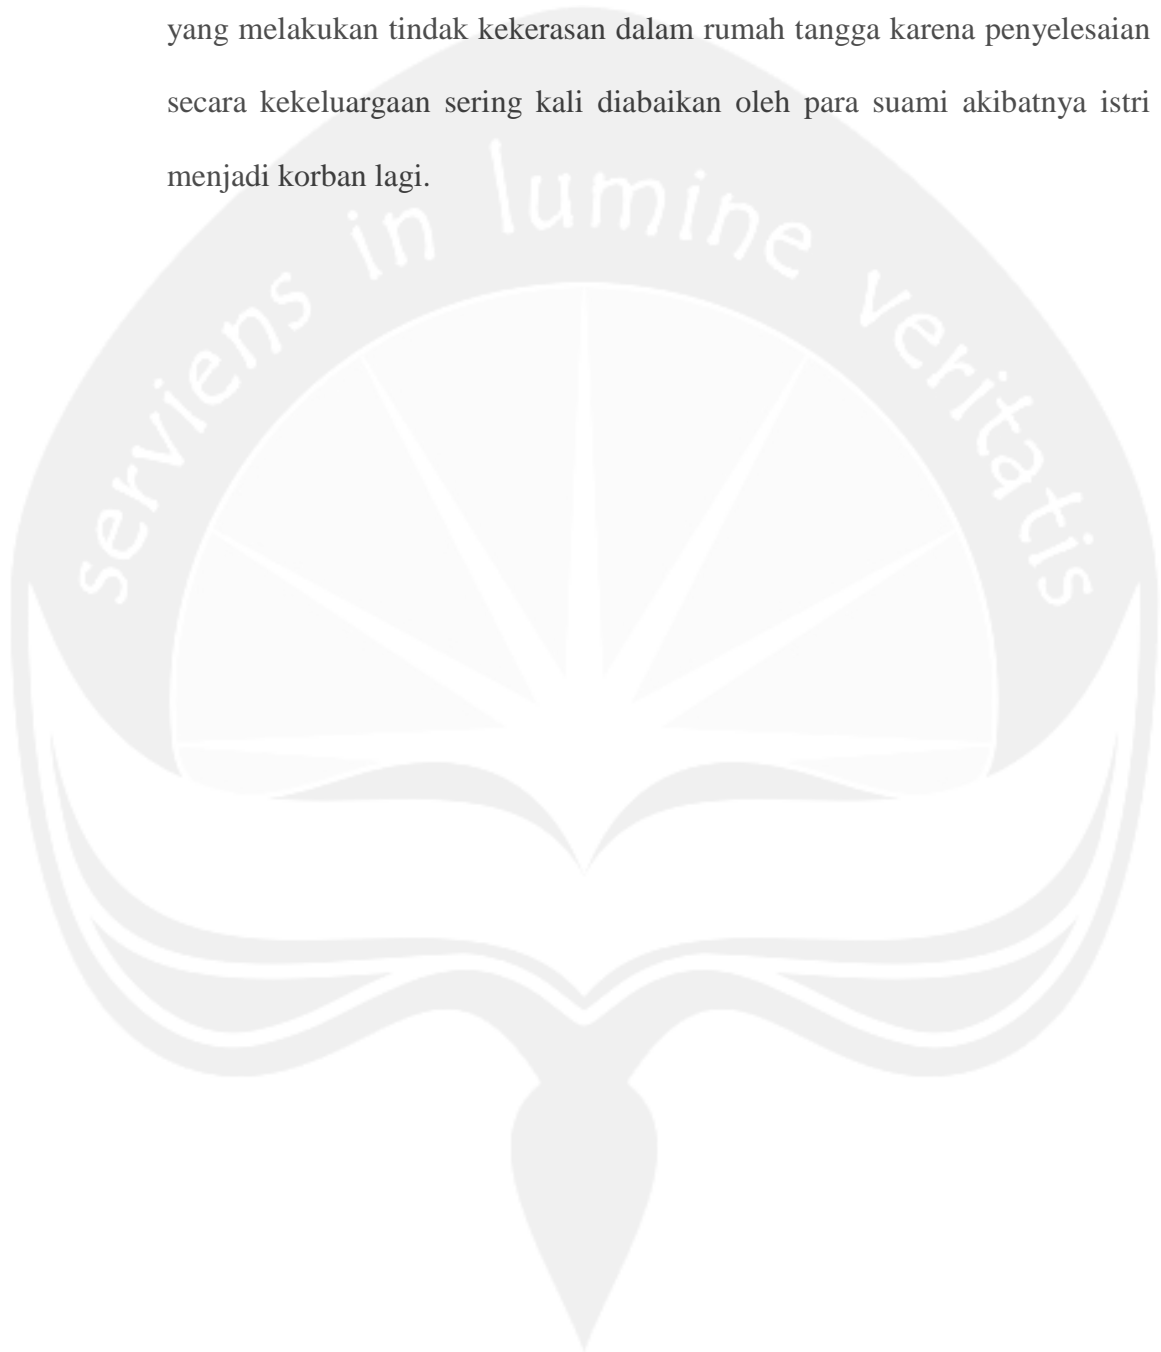 yang melakukan tindak kekerasan dalam rumah tangga karena penyelesaian
secara kekeluargaan sering kali diabaikan oleh para suami akibatnya istri
menjadi korban lagi.
serviens in lumine veritatis